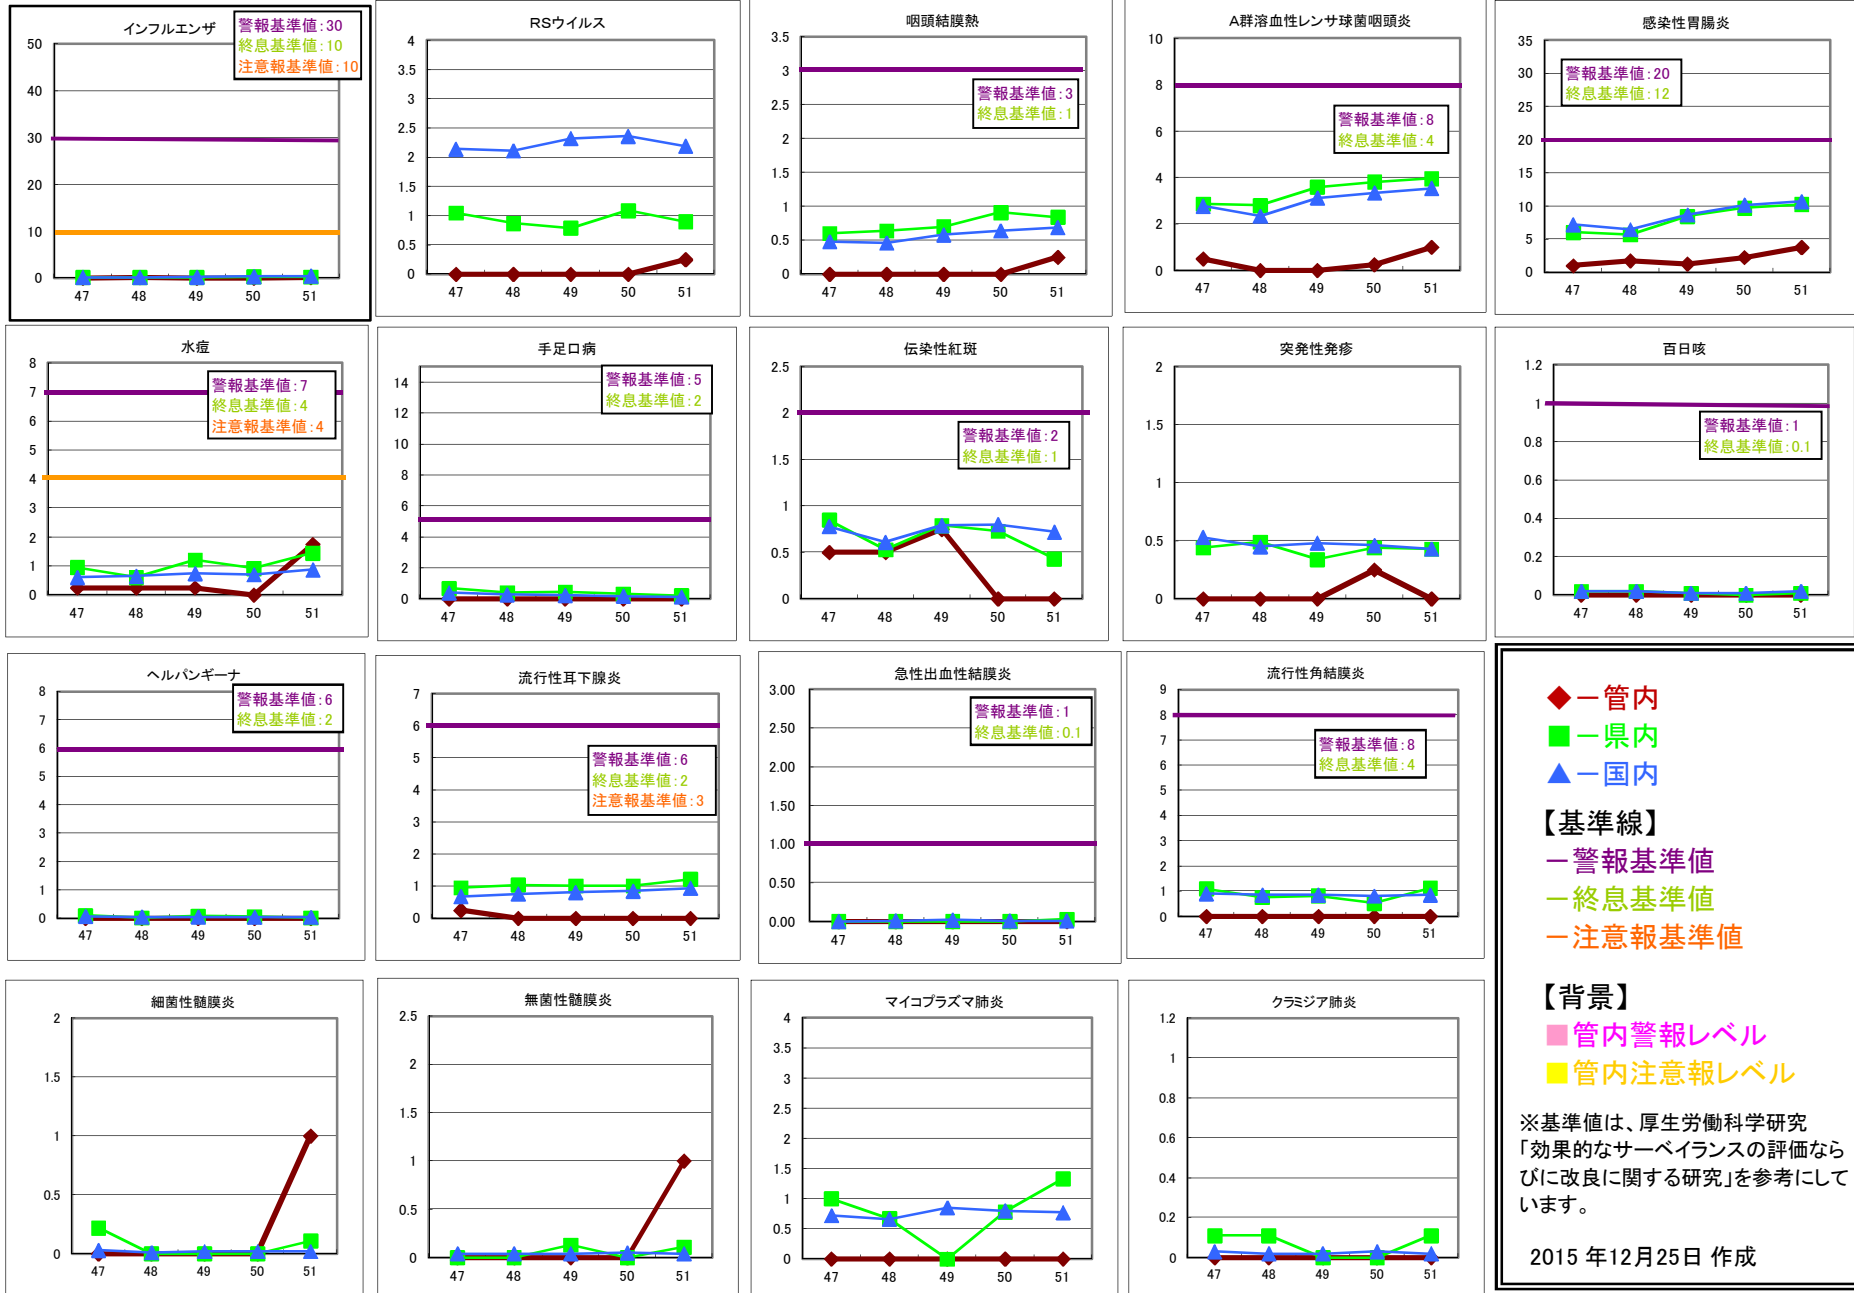 インフルエンザ
警報基準値:30
終息基準値:10
注意報基準値:10
50
40
30
20
10
0
47 48 49 50 51
RSウイルス
4
3.5
3
2.5
2
1.5
1
0.5
0
47 48 49 50 51
咽頭結膜熱
警報基準値:3
終息基準値:1
3.5
3
2.5
2
1.5
1
0.5
0
47 48 49 50 51
A群溶血性レンサ球菌咽頭炎
警報基準値:8
終息基準値:4
10
8
6
4
2
0
47 48 49 50 51
感染性胃腸炎
警報基準値:20
終息基準値:12
35
30
25
20
15
10
5
0
47 48 49 50 51
水痘
警報基準値:7
終息基準値:4
注意報基準値:4
8
7
6
5
4
3
2
1
0
47 48 49 50 51
手足口病
警報基準値:5
終息基準値:2
14
12
10
8
6
4
2
0
47 48 49 50 51
伝染性紅斑
警報基準値:2
終息基準値:1
2.5
2
1.5
1
0.5
0
47 48 49 50 51
突発性発疹
2
1.5
1
0.5
0
47 48 49 50 51
百日咳
警報基準値:1
終息基準値:0.1
1.2
1
0.8
0.6
0.4
0.2
0
47 48 49 50 51
ヘルパンギーナ
警報基準値:6
終息基準値:2
8
7
6
5
4
3
2
1
0
47 48 49 50 51
流行性耳下腺炎
警報基準値:6
終息基準値:2
注意報基準値:3
7
6
5
4
3
2
1
0
47 48 49 50 51
急性出血性結膜炎
警報基準値:1
終息基準値:0.1
3.00
2.00
1.50
1.00
0.50
0.00
47 48 49 50 51
流行性角結膜炎
警報基準値:8
終息基準値:4
9
8
7
6
5
4
3
2
1
0
47 48 49 50 51
細菌性髄膜炎
2
1.5
1
0.5
0
47 48 49 50 51
無菌性髄膜炎
2.5
2
1.5
1
0.5
0
47 48 49 50 51
マイコプラズマ肺炎
4
3.5
3
2.5
2
1.5
1
0.5
0
47 48 49 50 51
クラミジア肺炎
1.2
1
0.8
0.6
0.4
0.2
0
47 48 49 50 51
◆ー管内
■ー県内
▲ー国内
【基準線】
ー警報基準値
ー終息基準値
ー注意報基準値
【背景】
■管内警報レベル
■管内注意報レベル
※基準値は、厚生労働科学研究
「効果的なサーベイランスの評価なら
びに改良に関する研究」を参考にして
います。
2015 年12月25日 作成